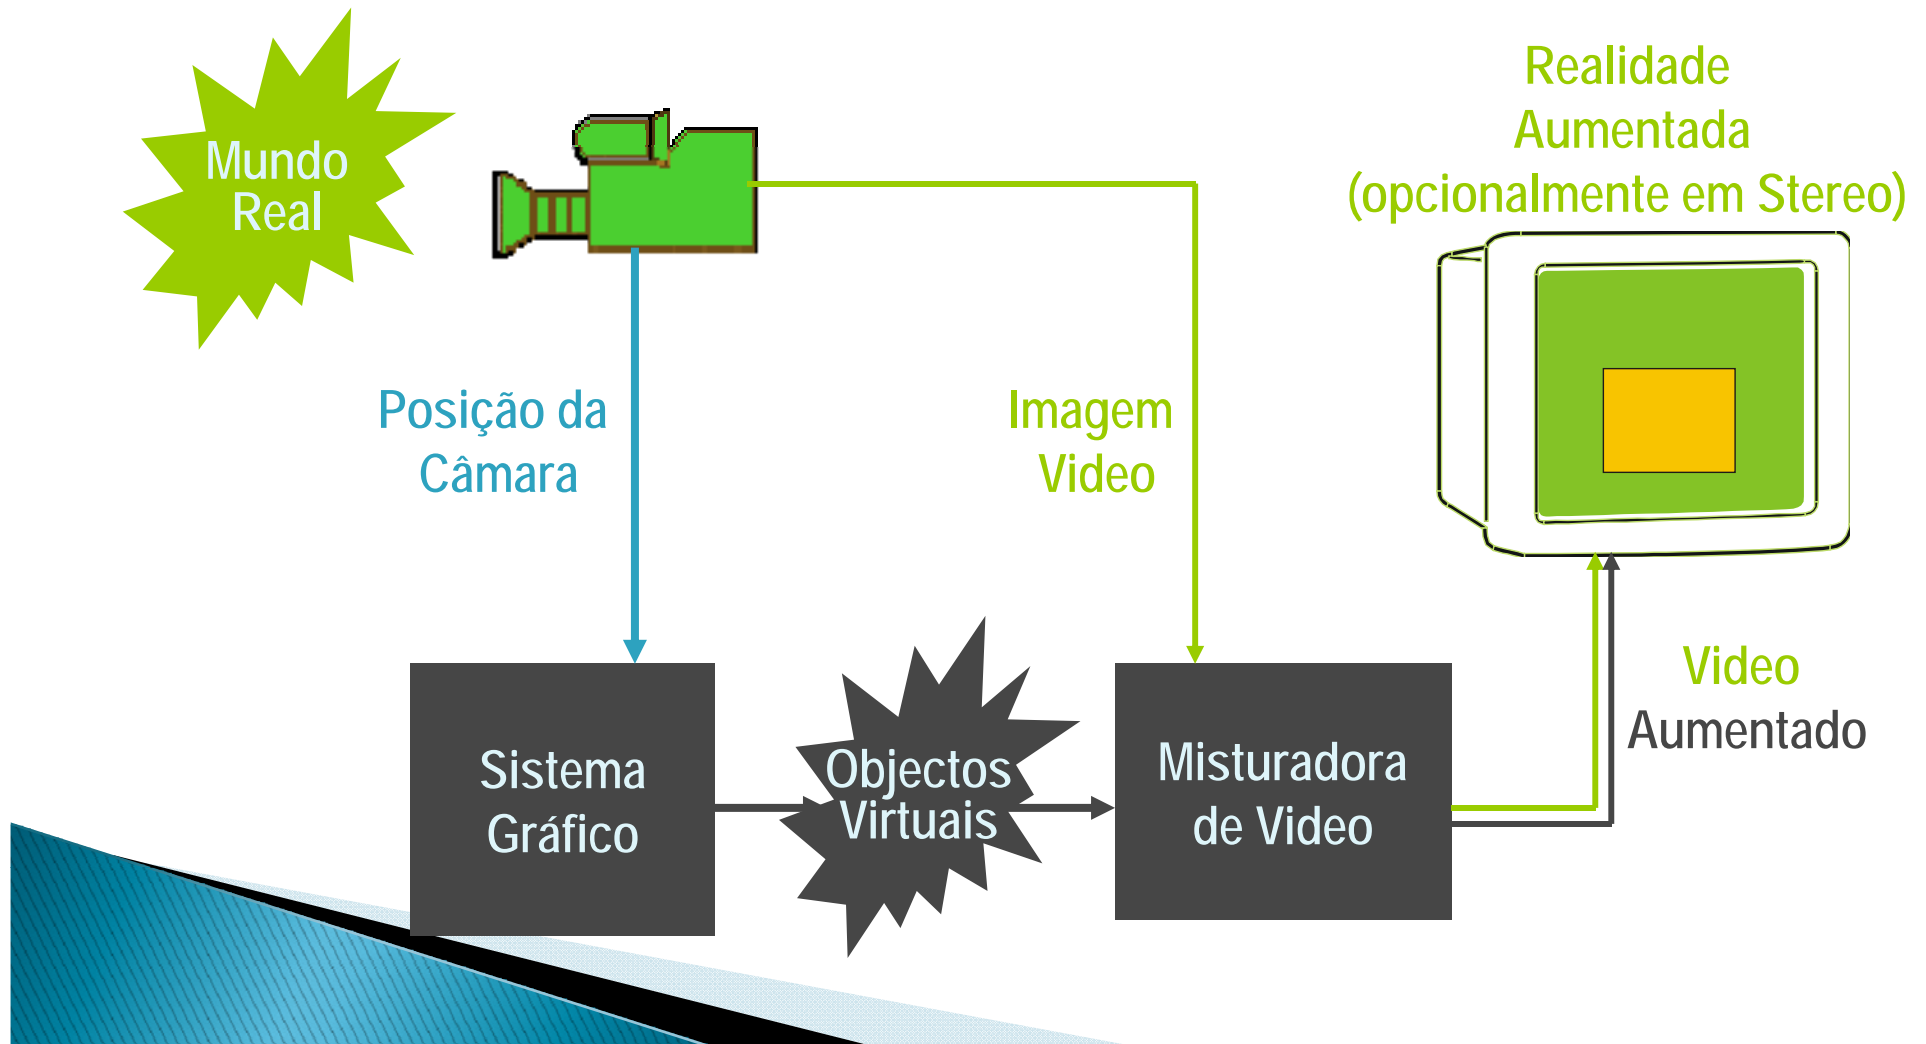 Mundo
Real
Realidade
Aumentada
(opcionalmente em Stereo)
Posição da
Câmara
Imagem
Video
Sistema
Gráfico
Objectos
Virtuais
Misturadora
de Video
Video
Aumentado